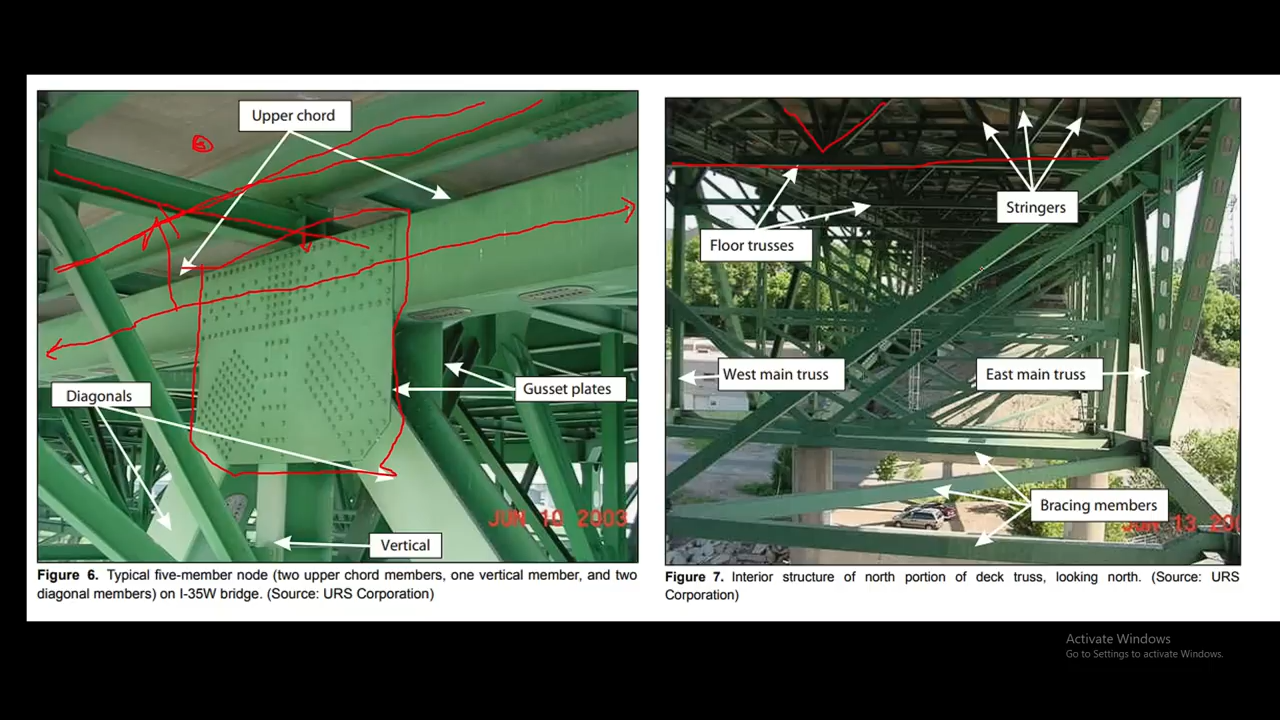 Upper chord
Diagonals
Gusset plates
Vertical
JUN 10 2003
Figure 6. Typical five-member node (two upper chord members, one vertical member, and two
diagonal members) on I-35W bridge. (Source: URS Corporation)
Stringers
Floor trusses
West main truss
East main truss
Bracing members
JUN 13 200
Figure 7. Interior structure of north portion of deck truss, looking north. (Source: URS
Corporation)
Activate Windows
Go to Settings to activate Windows.